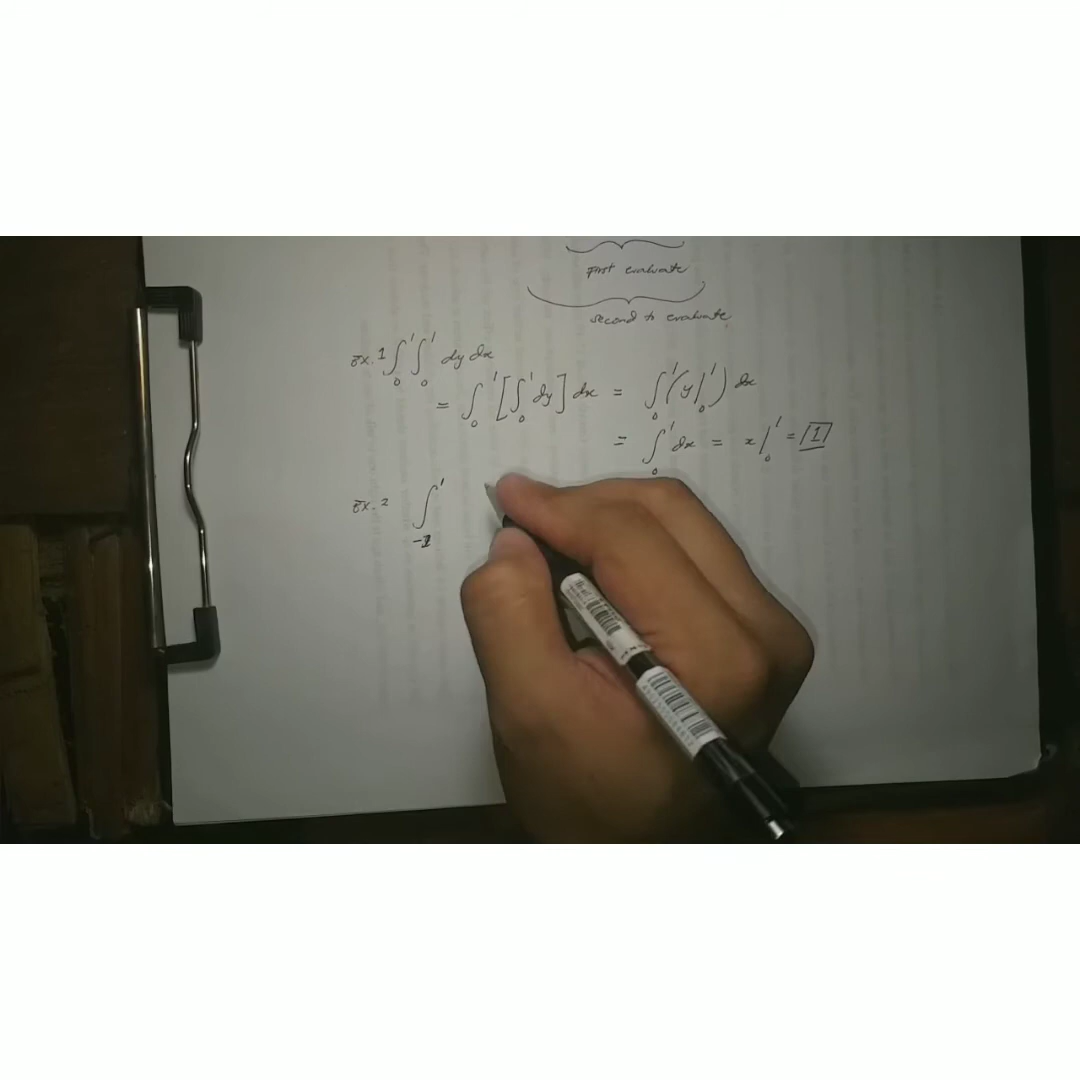 First evaluate
second to evaluate
Ex. 1 ∫₀¹ ∫₀¹ dy dx
= ∫₀¹ [∫₀¹ dy] dx = ∫₀¹ (y|₀¹) dx
= ∫₀¹ dx = x|₀¹ = 1
Ex. 2 ∫₋₁¹